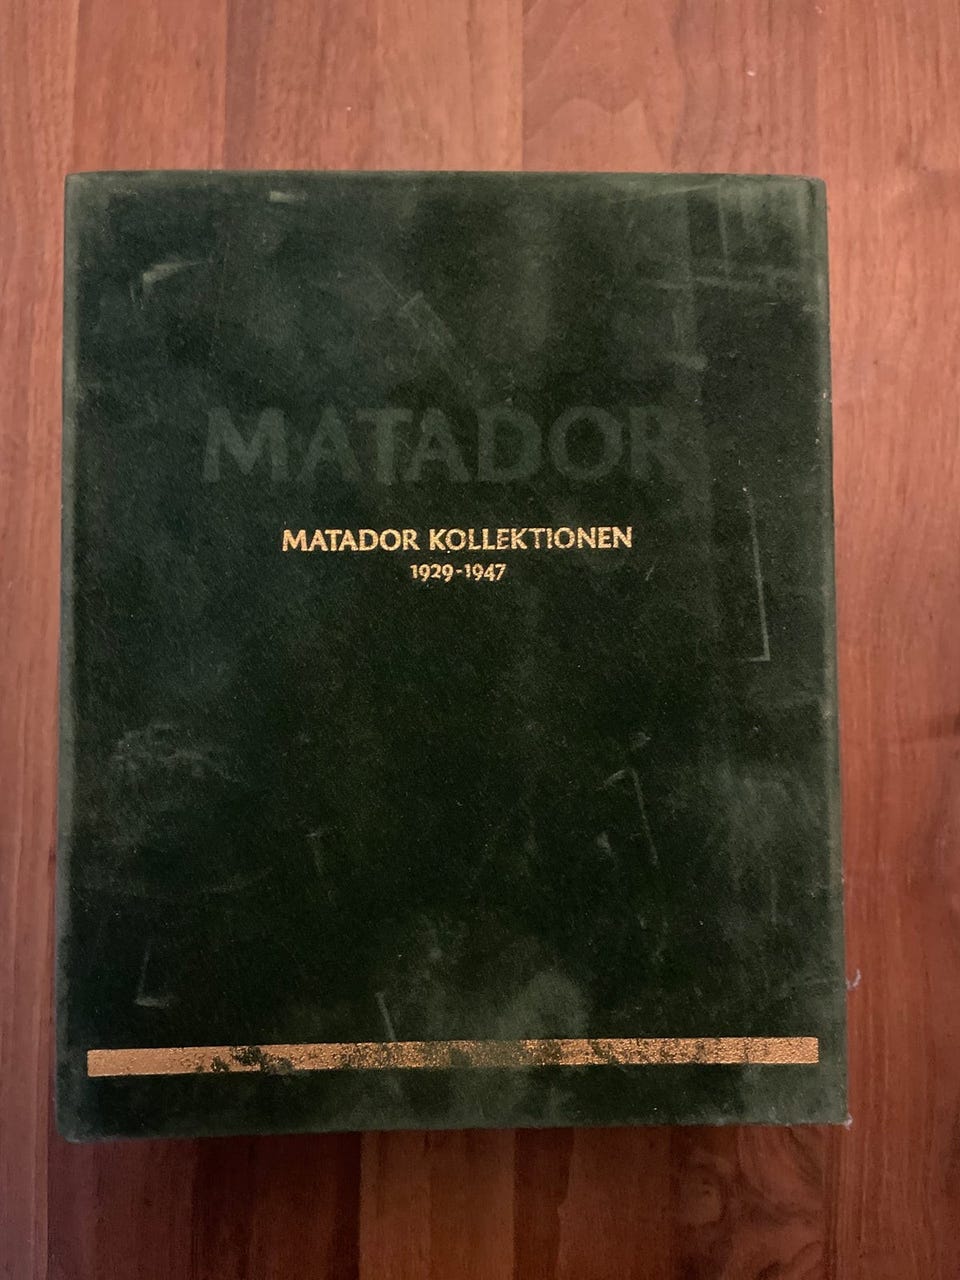 MATADOR
MATADOR KOLLEKTIONEN
1929-1947